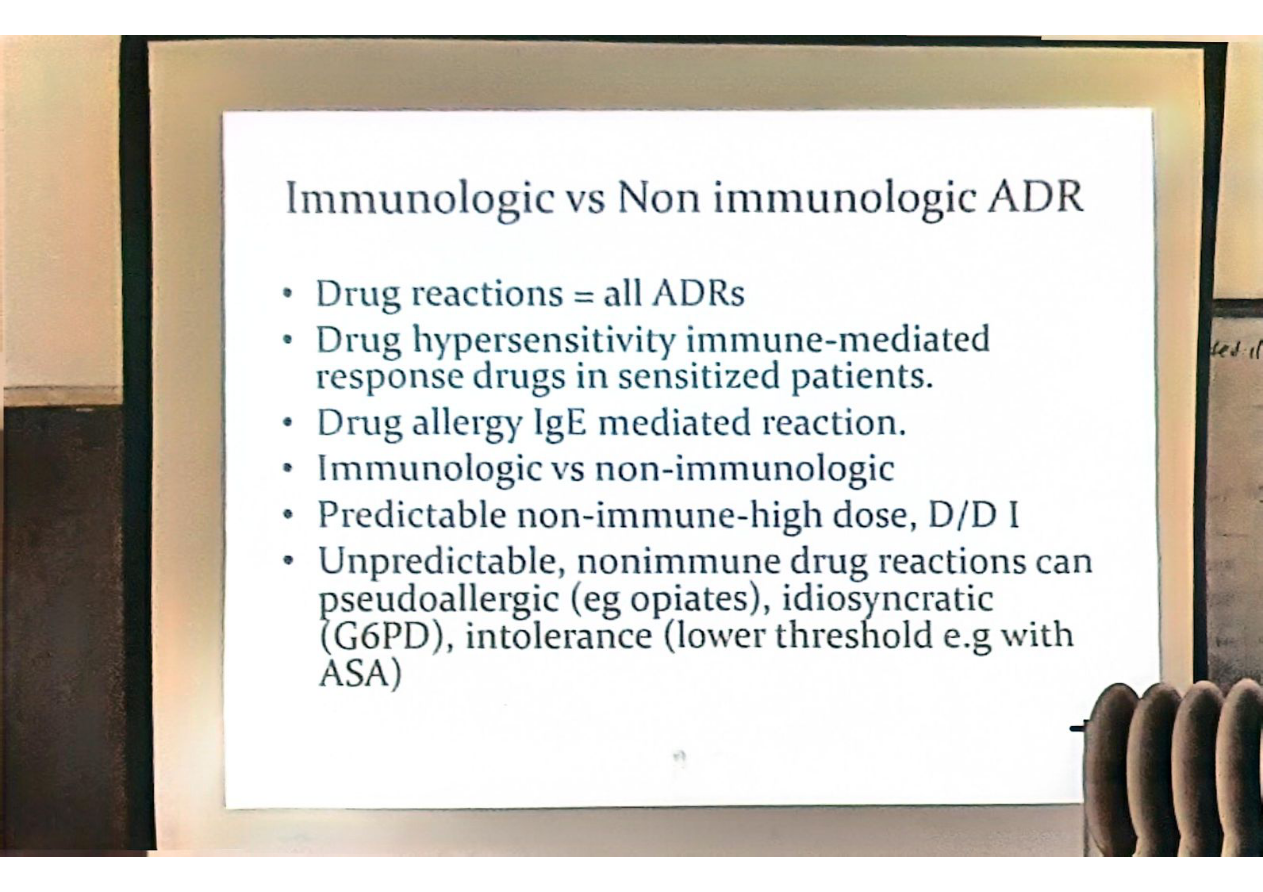 Immunologic vs Non immunologic ADR
• Drug reactions = all ADRs
• Drug hypersensitivity immune-mediated
response drugs in sensitized patients.
• Drug allergy IgE mediated reaction.
• Immunologic vs non-immunologic
• Predictable non-immune-high dose, D/D I
• Unpredictable, nonimmune drug reactions can
pseudoallergic (eg opiates), idiosyncratic
(G6PD), intolerance (lower threshold e.g with
ASA)